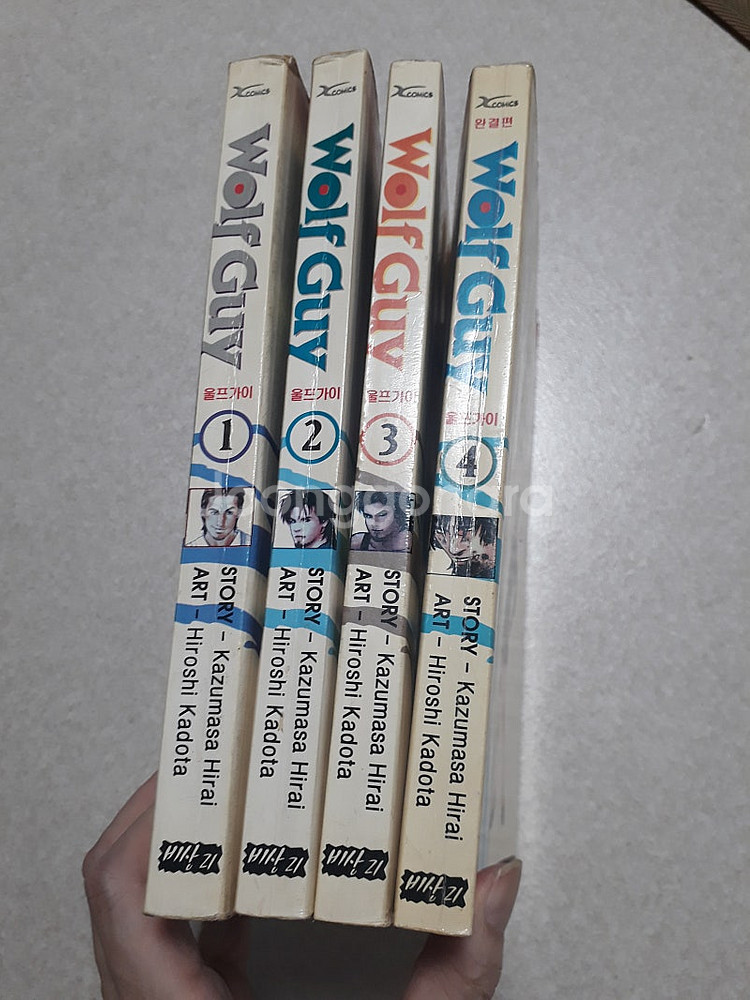 COMICS
Wolf Guy
울프가이
1
STORY – Kazumasa Hirai
ART – Hiroshi Kadota
COMICS
Wolf Guy
울프가이
2
STORY – Kazumasa Hirai
ART – Hiroshi Kadota
COMICS
Wolf Guy
울프가이
3
STORY – Kazumasa Hirai
ART – Hiroshi Kadota
COMICS
완결편
Wolf Guy
울프가이
4
STORY – Kazumasa Hirai
ART – Hiroshi Kadota
Joonggonara